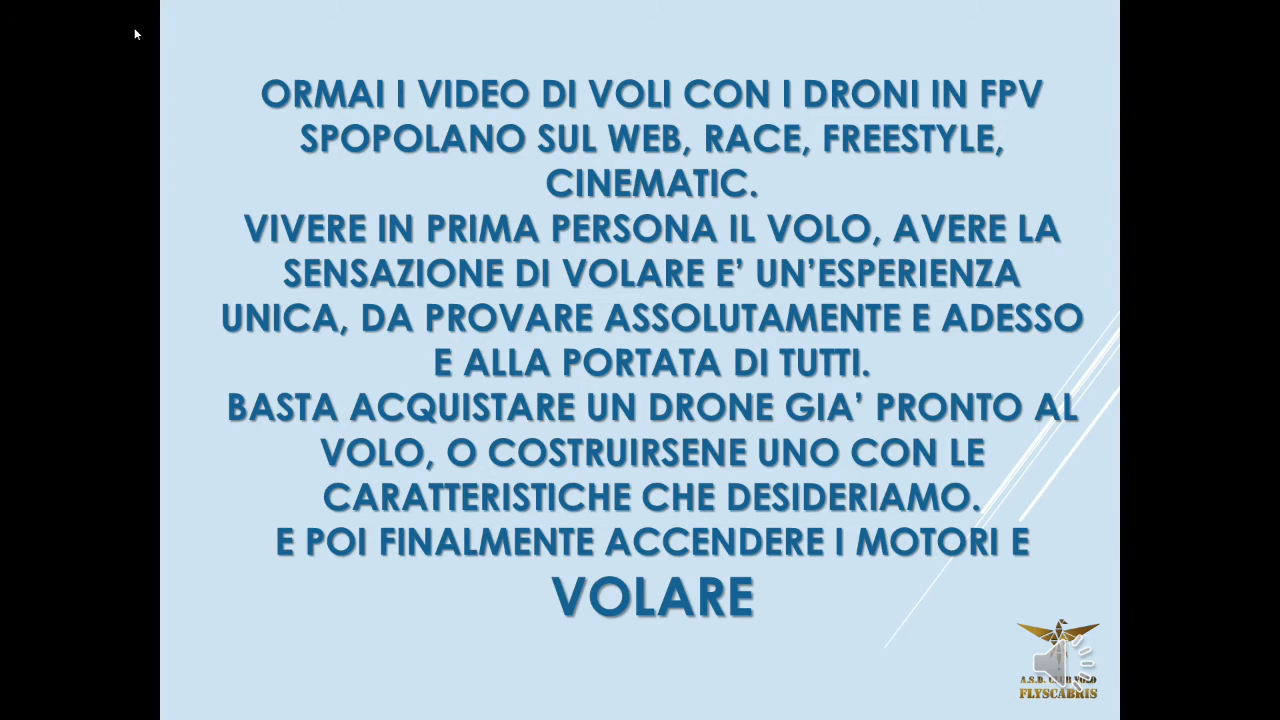 ORMAI I VIDEO DI VOLI CON I DRONI IN FPV
SPOPOLANO SUL WEB, RACE, FREESTYLE,
CINEMATIC.
VIVERE IN PRIMA PERSONA IL VOLO, AVERE LA
SENSAZIONE DI VOLARE E’ UN’ESPERIENZA
UNICA, DA PROVARE ASSOLUTAMENTE E ADESSO
E ALLA PORTATA DI TUTTI.
BASTA ACQUISTARE UN DRONE GIA’ PRONTO AL
VOLO, O COSTRUIRSENE UNO CON LE
CARATTERISTICHE CHE DESIDERIAMO.
E POI FINALMENTE ACCENDERE I MOTORI E
VOLARE
A.S.D. CLUB VOLO
FLYSCABRIS